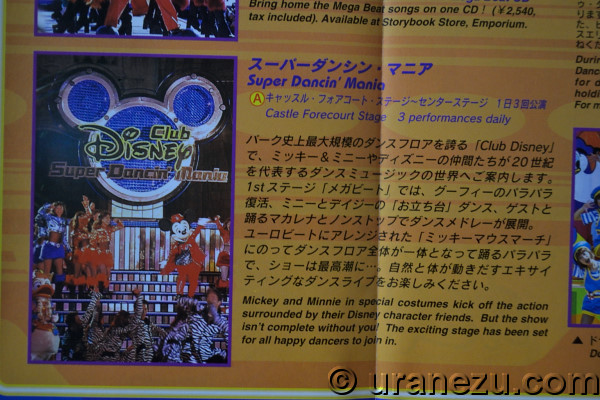 Bring home the Mega Beat songs on one CD! (￥2,540,
tax included). Available at Storybook Store, Emporium.
Club
Disney
Super Dancin' Mania
スーパーダンシン・マニア
Super Dancin' Mania
Ⓐキャッスル・フォアコート・ステージ〜センターステージ 1日3回公演
Castle Forecourt Stage 3 performances daily
パーク史上最大規模のダンスフロアを誇る「Club Disney」
で、ミッキー＆ミニーやディズニーの仲間たちが20世紀
を代表するダンスミュージックの世界へご案内します。
1stステージ「メガビート」では、グーフィーのパラパラ
復活、ミニーとデイジーの「お立ち台」ダンス、ゲストと
踊るマカレナとノンストップでダンスメドレーが展開。
ユーロビートにアレンジされた「ミッキーマウスマーチ」
にのってダンスフロア全体が一体となって踊るパラパラ
で、ショーは最高潮に…。自然と体が動きだすエキサイ
ティングなダンスライブをお楽しみください。
Mickey and Minnie in special costumes kick off the action
surrounded by their Disney character friends. But the show
isn't complete without you! The exciting stage has been set
for all happy dancers to join in.
© uranezu.com